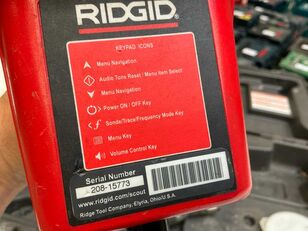 RIDGID
KEYPAD ICONS
Menu Navigation
Audio Tons Reset / Menu Item Select
Menu Navigation
Power ON / OFF Key
Sonde/Trace/Frequency Mode Key
Menu Key
Volume Control Key
Serial Number
208-15773
www.ridgid.com/scout
Ridge Tool Company, Elyria, Ohio/U.S.A.